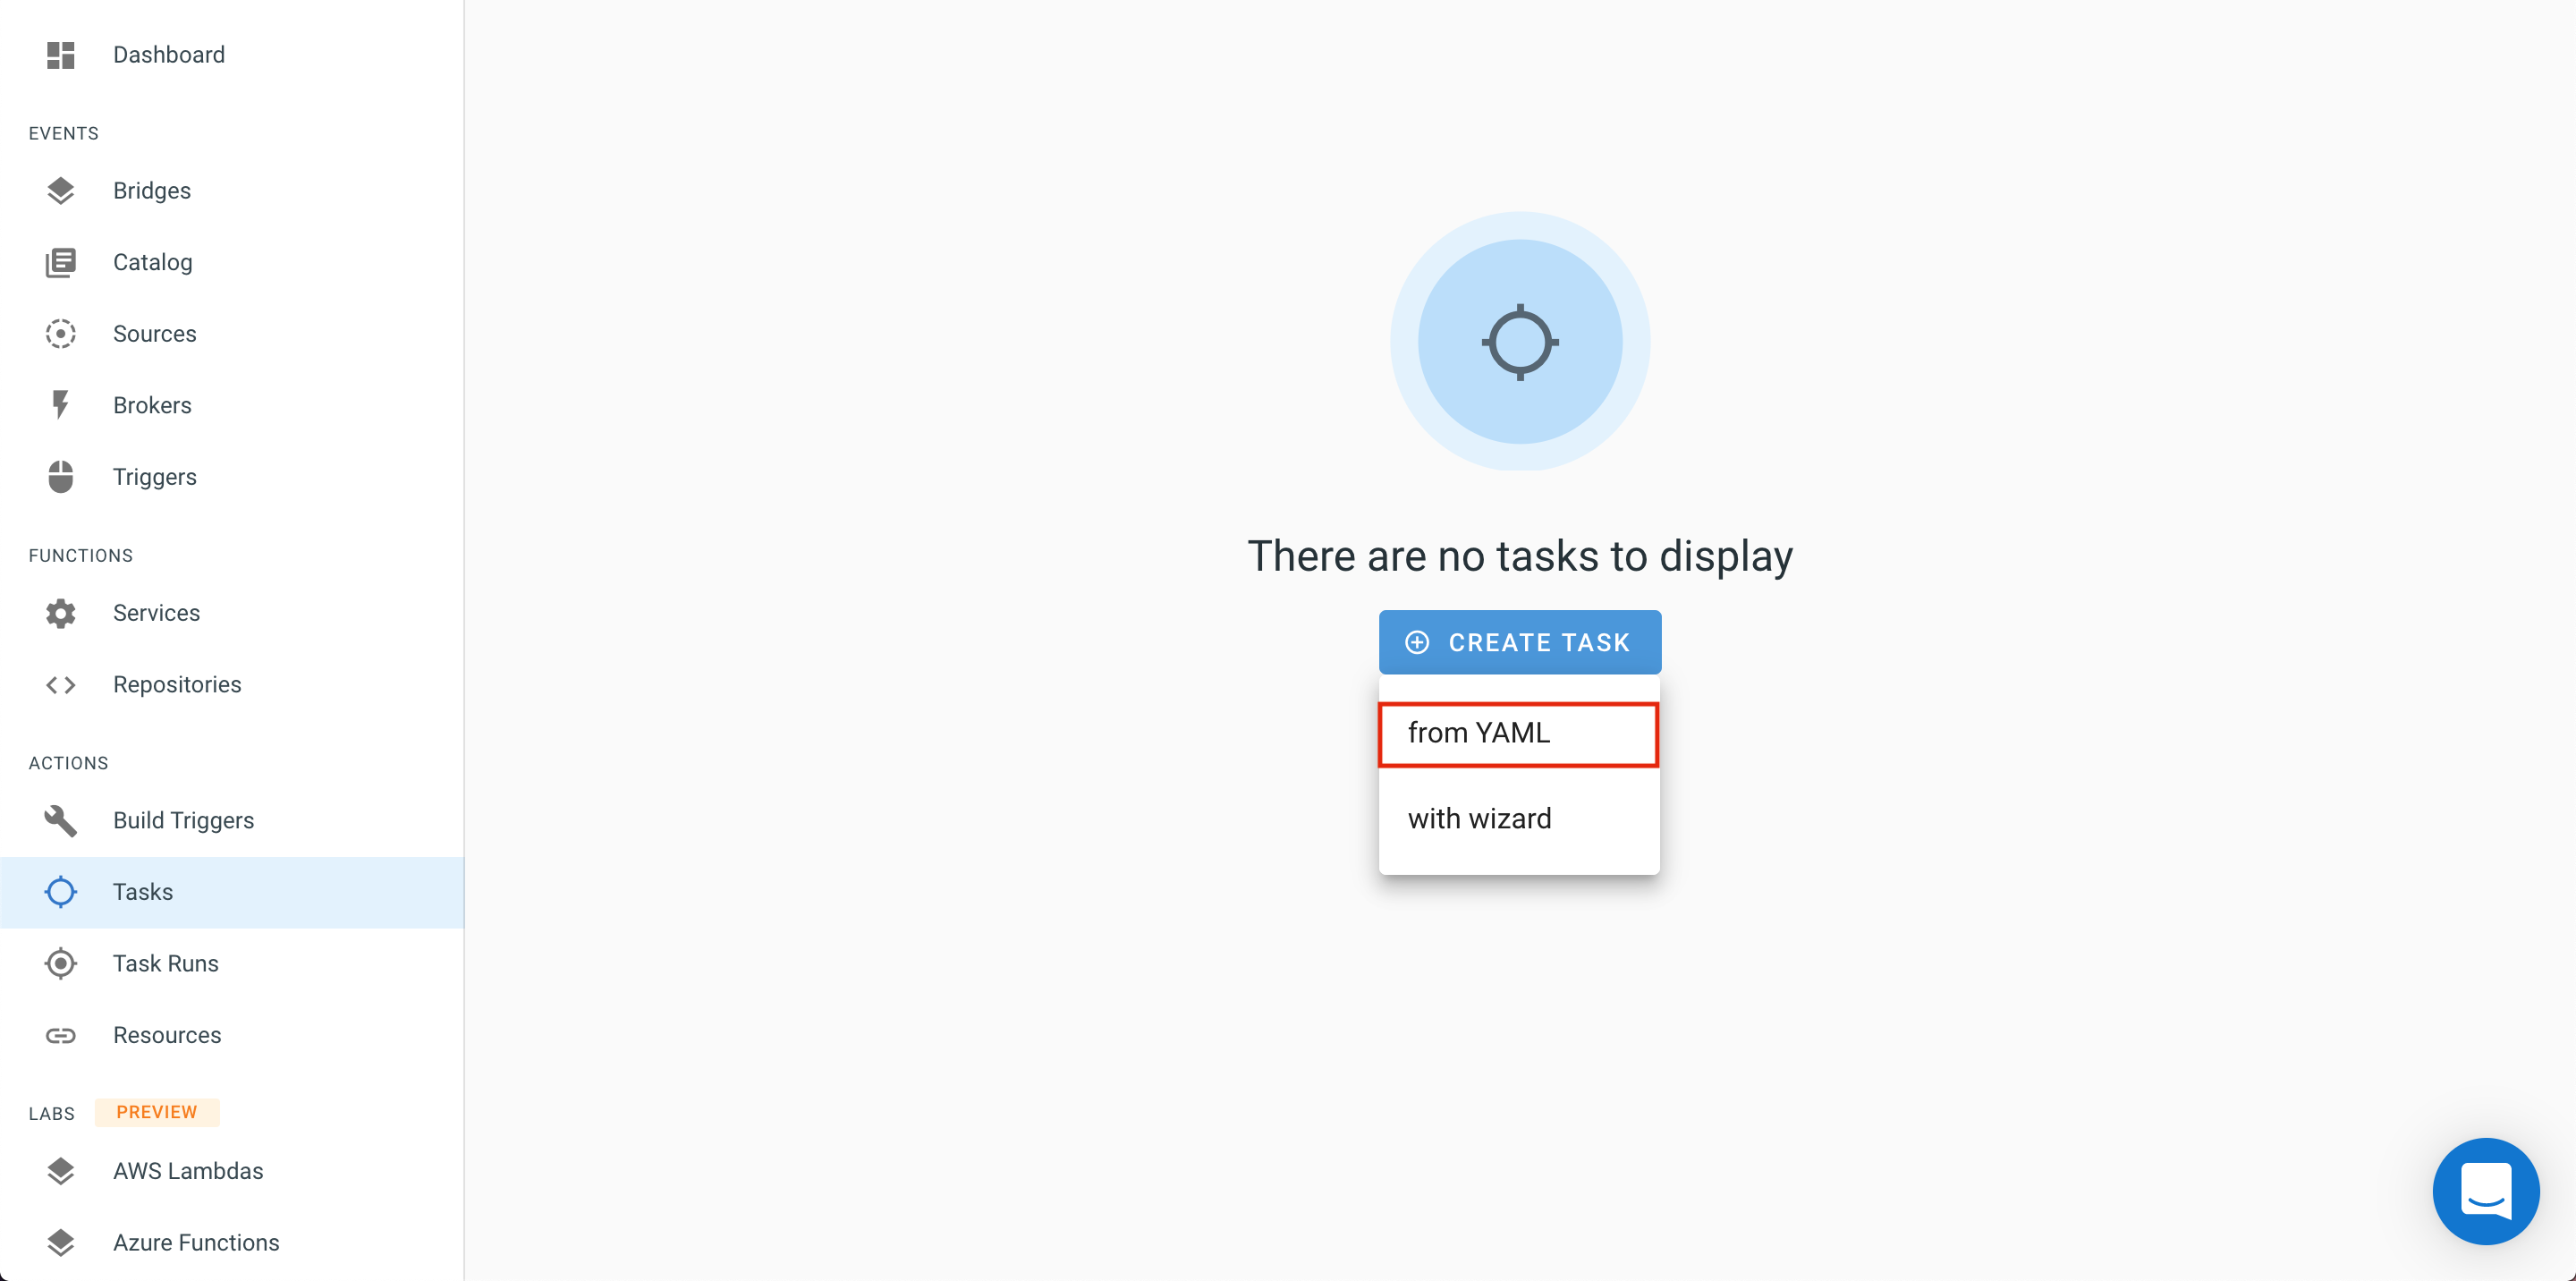 Dashboard
EVENTS
Bridges
Catalog
Sources
Brokers
Triggers
FUNCTIONS
Services
Repositories
ACTIONS
Build Triggers
Tasks
Task Runs
Resources
LABS PREVIEW
AWS Lambdas
Azure Functions
There are no tasks to display
CREATE TASK
from YAML
with wizard